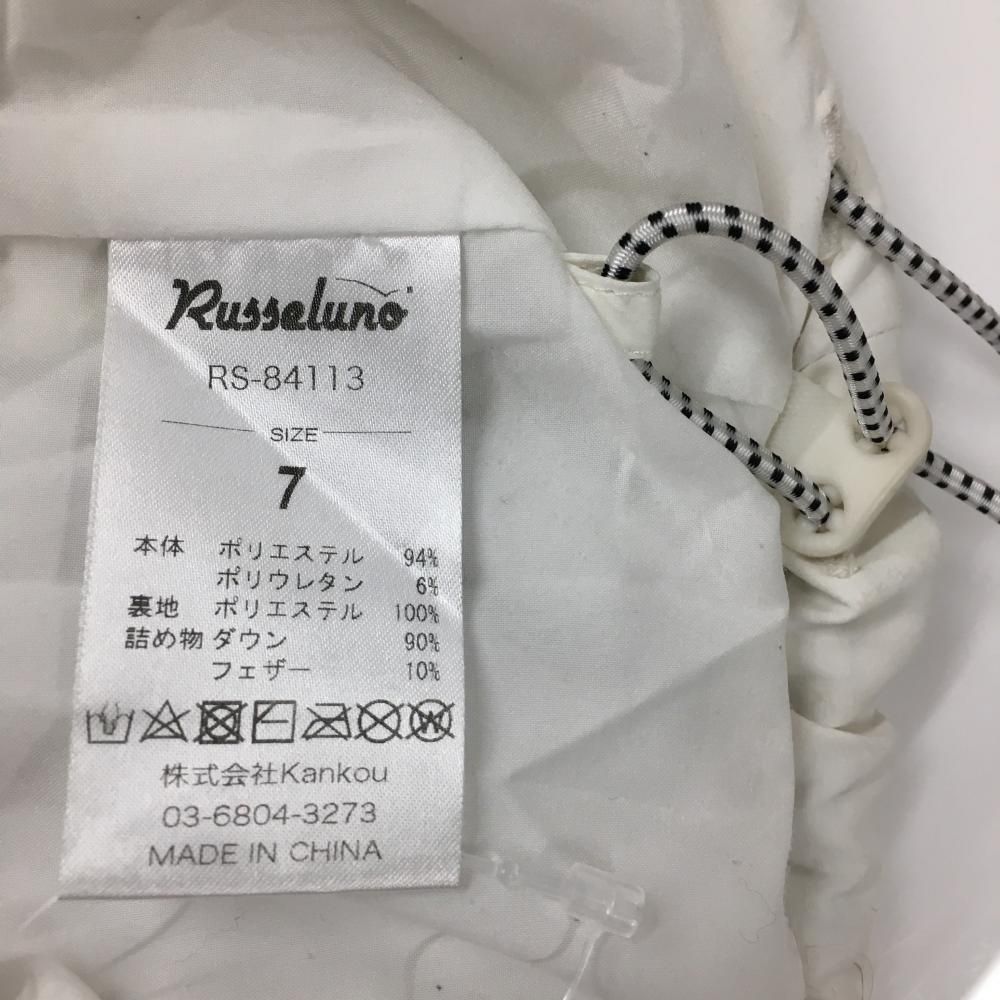 Russeluno
RS-84113
SIZE
7
本体 ポリエステル 94%
ポリウレタン 6%
裏地 ポリエステル 100%
詰め物 ダウン 90%
フェザー 10%
W
株式会社Kankou
03-6804-3273
MADE IN CHINA